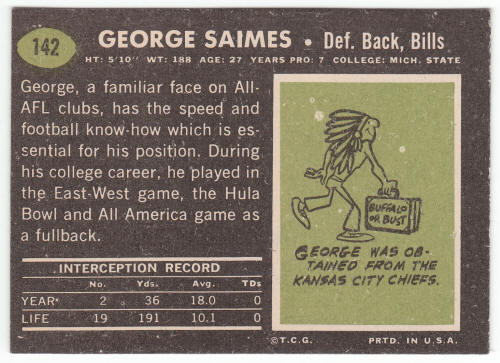 142
GEORGE SAIMES • Def. Back, Bills
HT: 5'10" WT: 188 AGE: 27 YEARS PRO: 7 COLLEGE: MICH. STATE
George, a familiar face on All-
AFL clubs, has the speed and
football know-how which is es-
sential for his position. During
his college career, he played in
the East-West game, the Hula
Bowl and All America game as
a fullback.
INTERCEPTION RECORD
No. Yds. Avg. TDs
YEAR* 2 36 18.0 0
LIFE 19 191 10.1 0
BUFFALO
OR BUST
GEORGE WAS OB-
TAINED FROM THE
KANSAS CITY CHIEFS.
©T.C.G. PRTD. IN U.S.A.